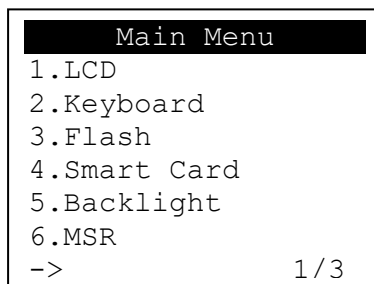 Main Menu
1.LCD
2.Keyboard
3.Flash
4.Smart Card
5.Backlight
6.MSR
-> 1/3